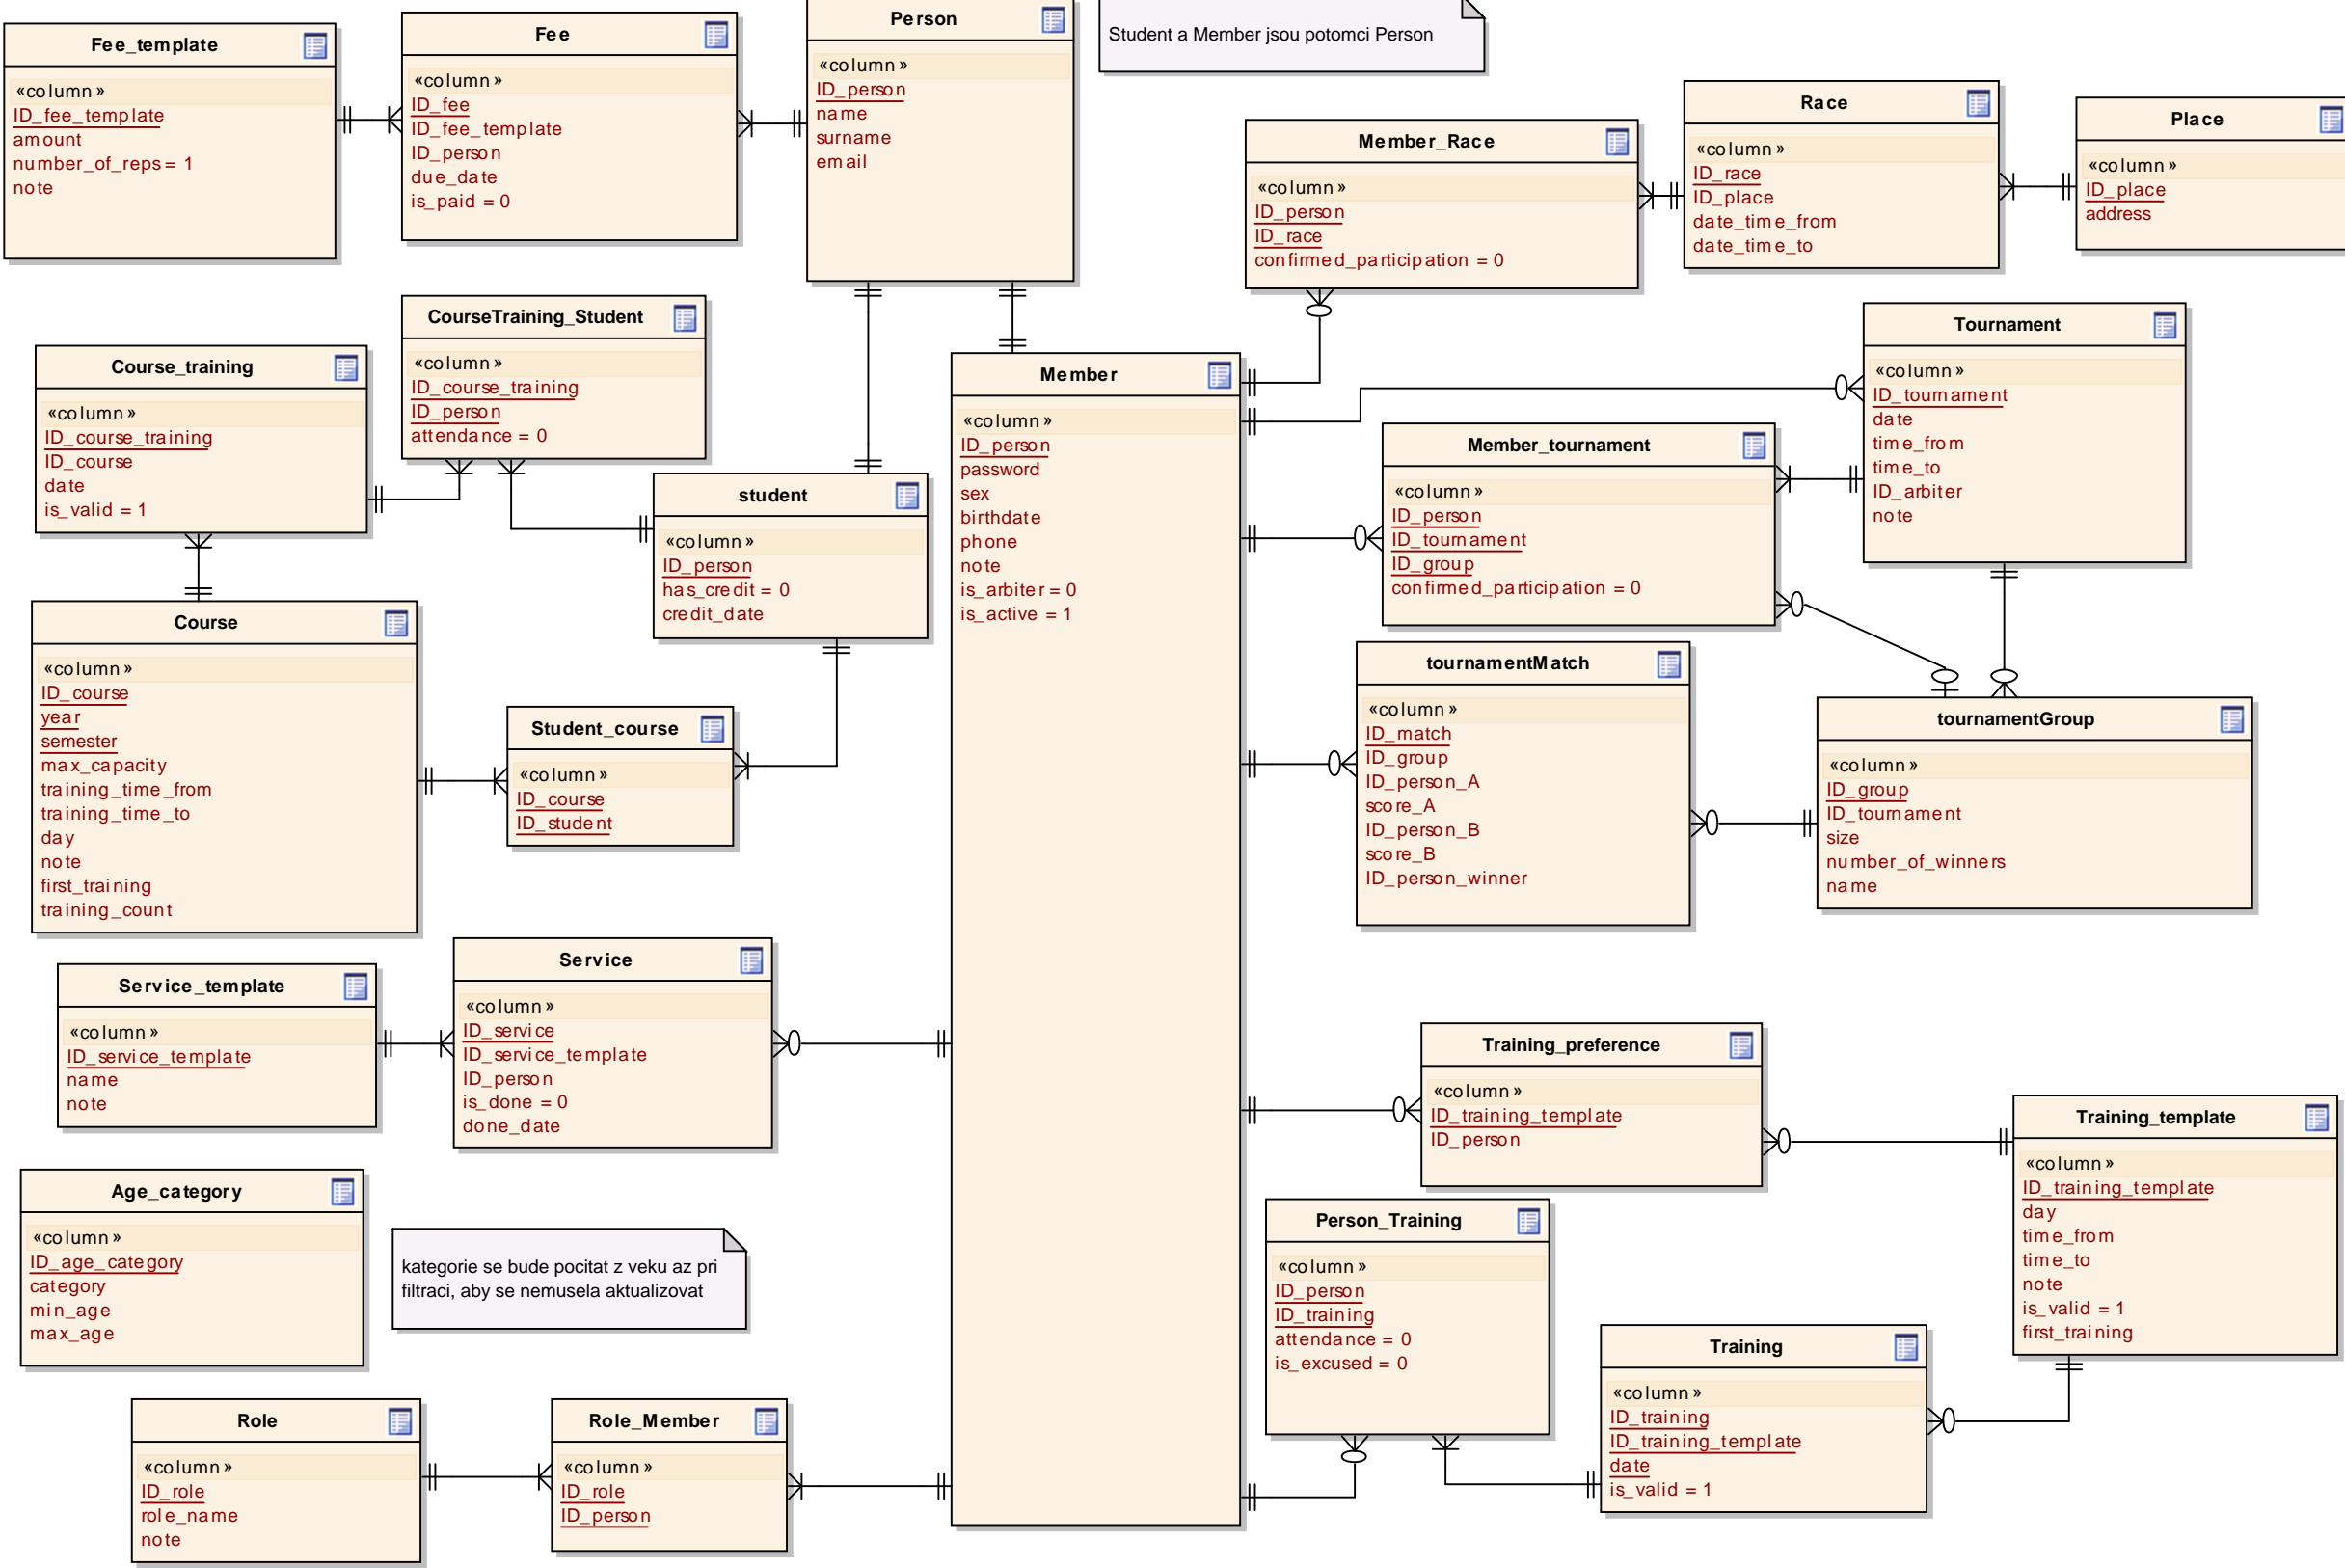 Fee_template
«column»
ID_fee_template
amount
number_of_reps = 1
note
Fee
«column»
ID_fee
ID_fee_template
ID_person
due_date
is_paid = 0
Person
«column»
ID_person
name
surname
email
Student a Member jsou potomci Person
Member_Race
«column»
ID_person
ID_race
confirmed_participation = 0
Race
«column»
ID_race
ID_place
date_time_from
date_time_to
Place
«column»
ID_place
address
Course_training
«column»
ID_course_training
ID_course
date
is_valid = 1
CourseTraining_Student
«column»
ID_course_training
ID_person
attendance = 0
student
«column»
ID_person
has_credit = 0
credit_date
Member
«column»
ID_person
password
sex
birthdate
phone
note
is_arbiter = 0
is_active = 1
Tournament
«column»
ID_tournament
date
time_from
time_to
ID_arbiter
note
Member_tournament
«column»
ID_person
ID_tournament
ID_group
confirmed_participation = 0
Course
«column»
ID_course
year
semester
max_capacity
training_time_from
training_time_to
day
note
first_training
training_count
Student_course
«column»
ID_course
ID_student
tournamentMatch
«column»
ID_match
ID_group
ID_person_A
score_A
ID_person_B
score_B
ID_person_winner
tournamentGroup
«column»
ID_group
ID_tournament
size
number_of_winners
name
Service_template
«column»
ID_service_template
name
note
Service
«column»
ID_service
ID_service_template
ID_person
is_done = 0
done_date
Training_preference
«column»
ID_training_template
ID_person
Training_template
«column»
ID_training_template
day
time_from
time_to
note
is_valid = 1
first_training
Age_category
«column»
ID_age_category
category
min_age
max_age
kategorie se bude pocitat z veku az pri
filtraci, aby se nemusela aktualizovat
Person_Training
«column»
ID_person
ID_training
attendance = 0
is_excused = 0
Training
«column»
ID_training
ID_training_template
date
is_valid = 1
Role
«column»
ID_role
role_name
note
Role_Member
«column»
ID_role
ID_person